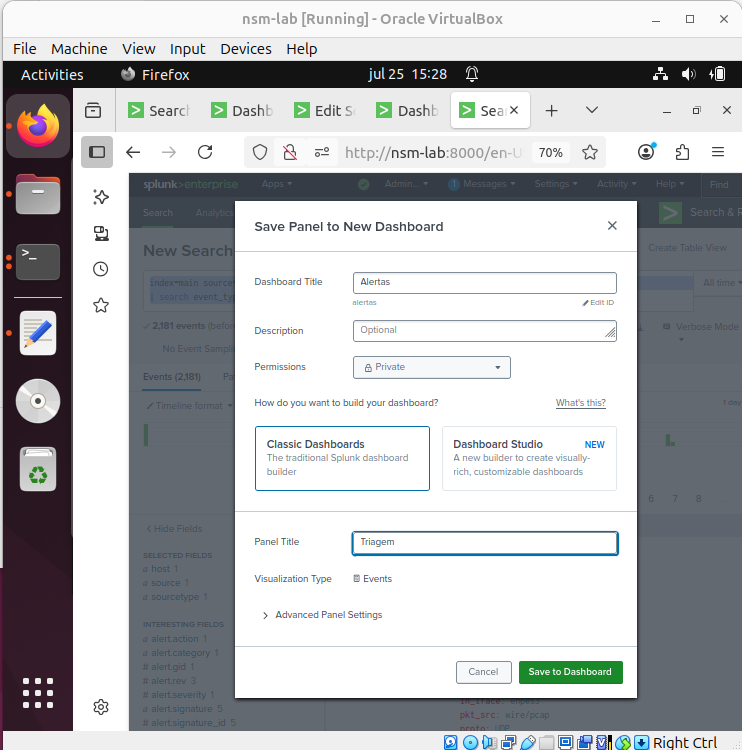 nsm-lab [Running] - Oracle VirtualBox
File Machine View Input Devices Help
Activities Firefox jul 25 15:28
Search Dashb Edit S Dashb Sea
http://nsm-lab:8000/en-U 70%
splunk>enterprise Apps Admin... 1 Messages Settings Activity Help Find
Search Analytics Search & R
New Search Create Table View
index=main source All time
| search event_ty
2,181 events (before Verbose Mode
No Event Sampl
Events (2,181) Pa
Timeline format 1 day
6 7 8
Save Panel to New Dashboard
Dashboard Title Alertas
alertas Edit ID
Description Optional
Permissions Private
How do you want to build your dashboard? What's this?
Classic Dashboards
The traditional Splunk dashboard
builder
Dashboard Studio NEW
A new builder to create visually-
rich, customizable dashboards
Panel Title Triagem
Visualization Type Events
Advanced Panel Settings
Cancel Save to Dashboard
Hide Fields
SELECTED FIELDS
a host 1
a source 1
a sourcetype 1
INTERESTING FIELDS
a alert.action 1
a alert.category 1
# alert.gid 1
# alert.rev 3
# alert.severity 1
a alert.signature 5
# alert.signature_id 5
pkt_src: wire/pcap
proto: UDP
Right Ctrl